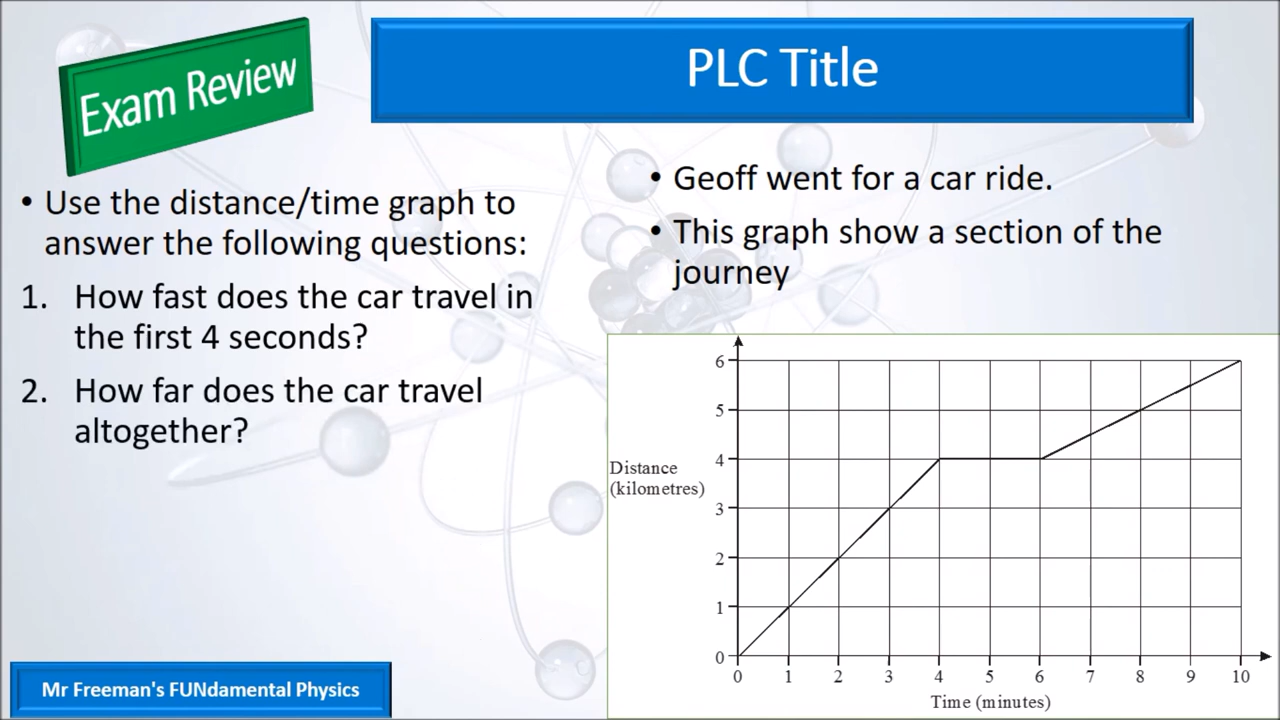 Exam Review
PLC Title
• Use the distance/time graph to
answer the following questions:
1. How fast does the car travel in
the first 4 seconds?
2. How far does the car travel
altogether?
• Geoff went for a car ride.
• This graph show a section of the
journey
6
5
4
3
2
1
0
Distance
(kilometres)
0 1 2 3 4 5 6 7 8 9 10
Time (minutes)
Mr Freeman's FUNdamental Physics